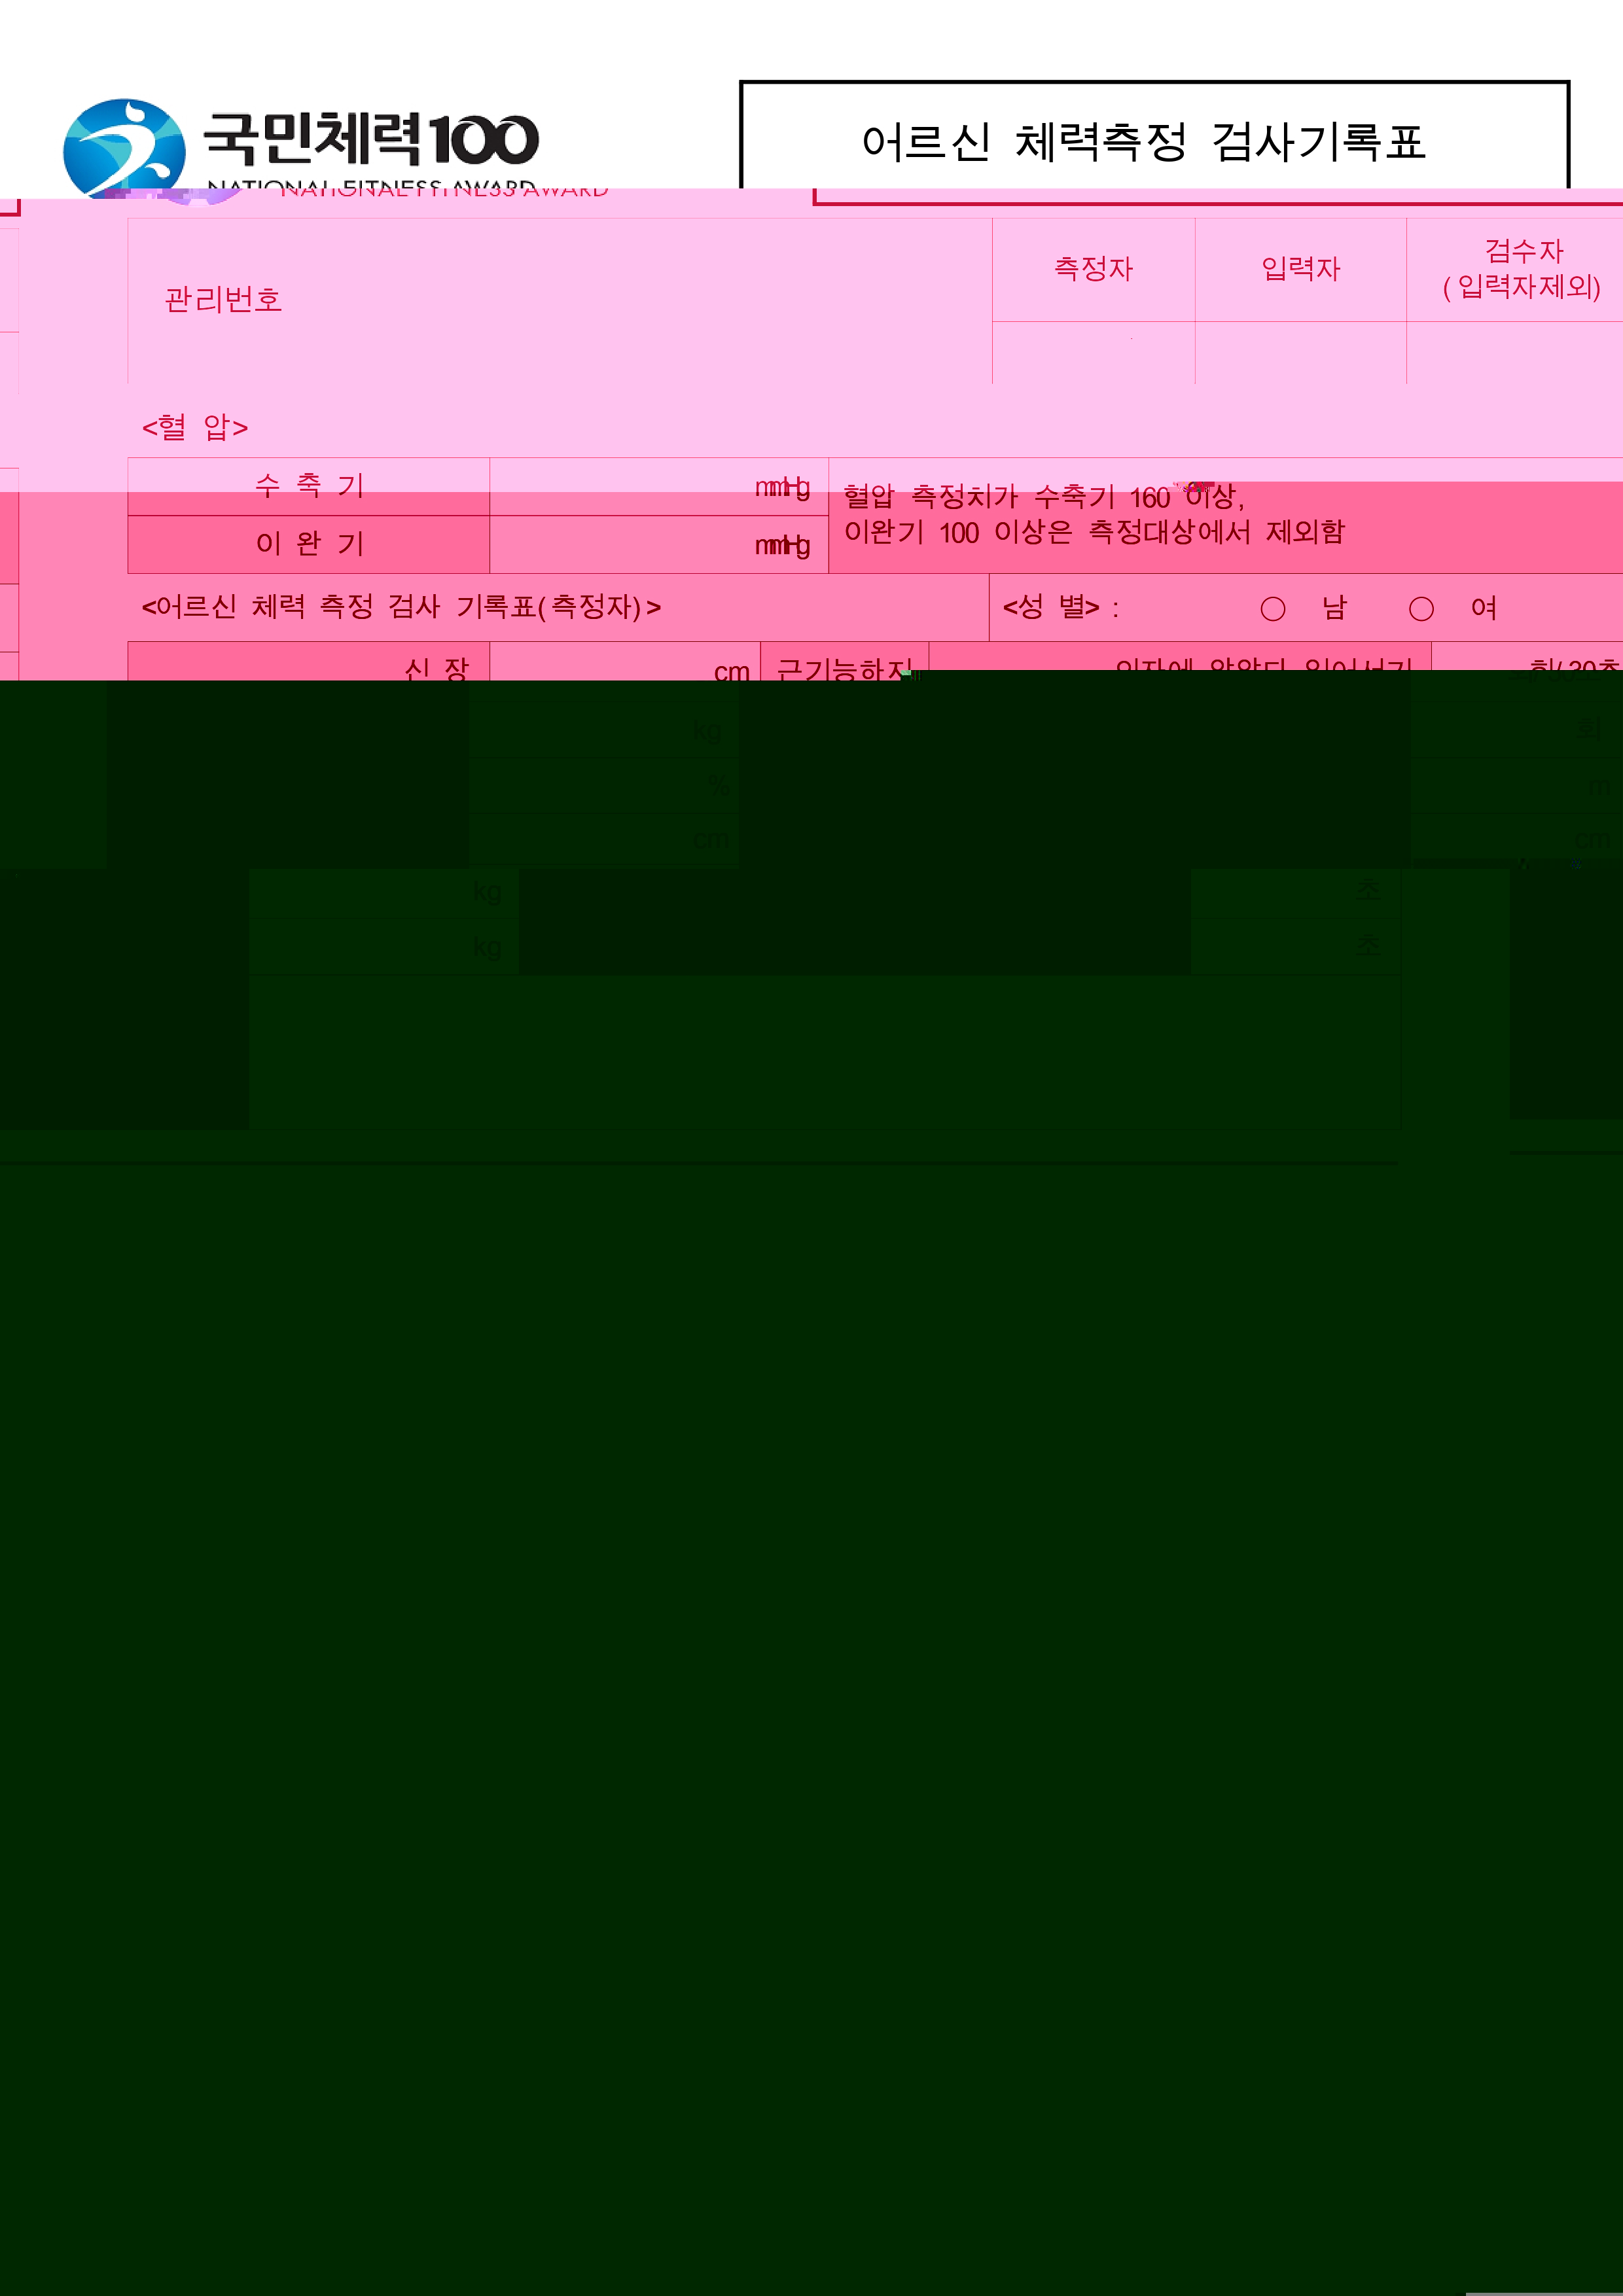 국민체력100
NATIONAL FITNESS AWARD
어르신 체력측정 검사기록표
관리번호
측정자
입력자
검수자
(입력자제외)
<혈 압>
수 축 기 mmHg
이 완 기 mmHg
혈압 측정치가 수축기 160 이상,
이완기 100 이상은 측정대상에서 제외함
<어르신 체력 측정 검사 기록표(측정자)> <성 별> : ○ 남 ○ 여
신 장 cm 근기능하지 의자에 앉았다 일어서기 회/30초
kg 회
% m
cm cm
kg 초
kg 초